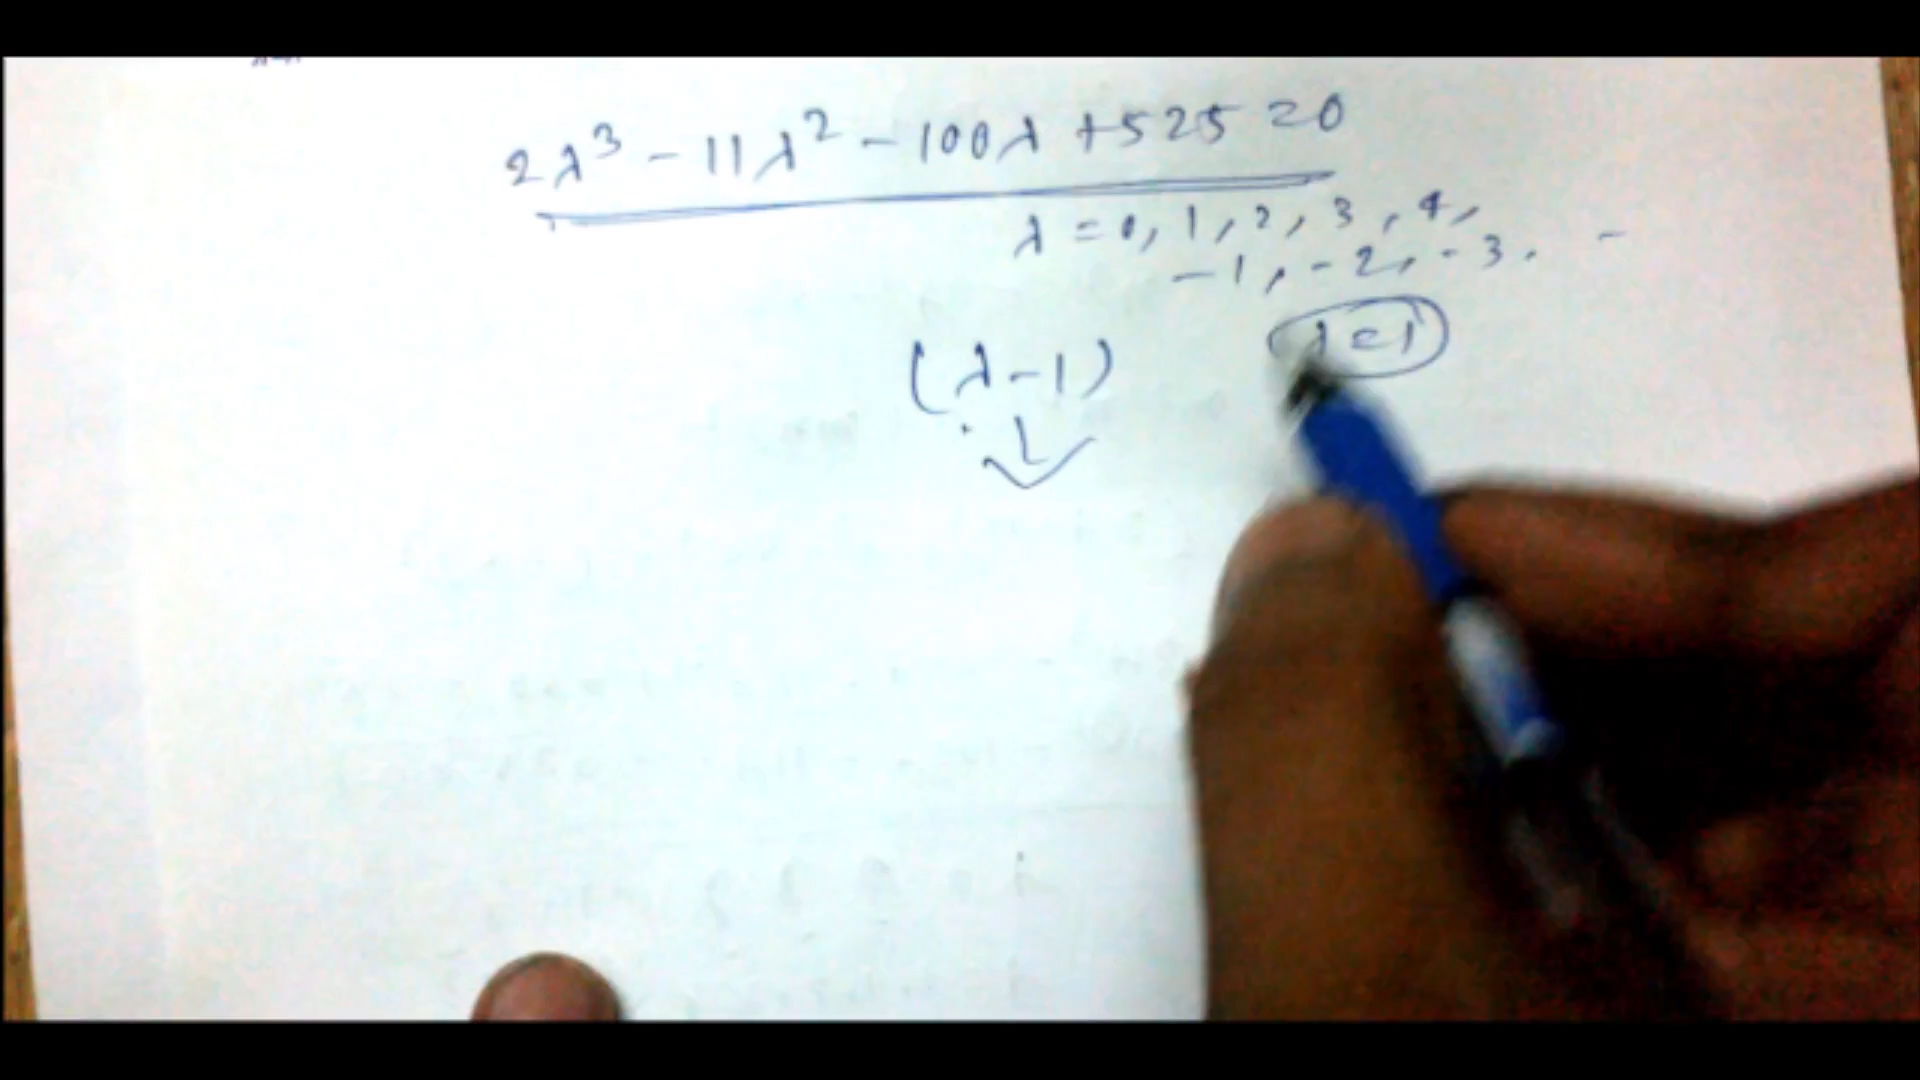 2λ³ - 11λ² - 100λ + 525 = 0
λ = 0, 1, 2, 3, 4,
-1, -2, -3, -
(λ-1)
λ = 1